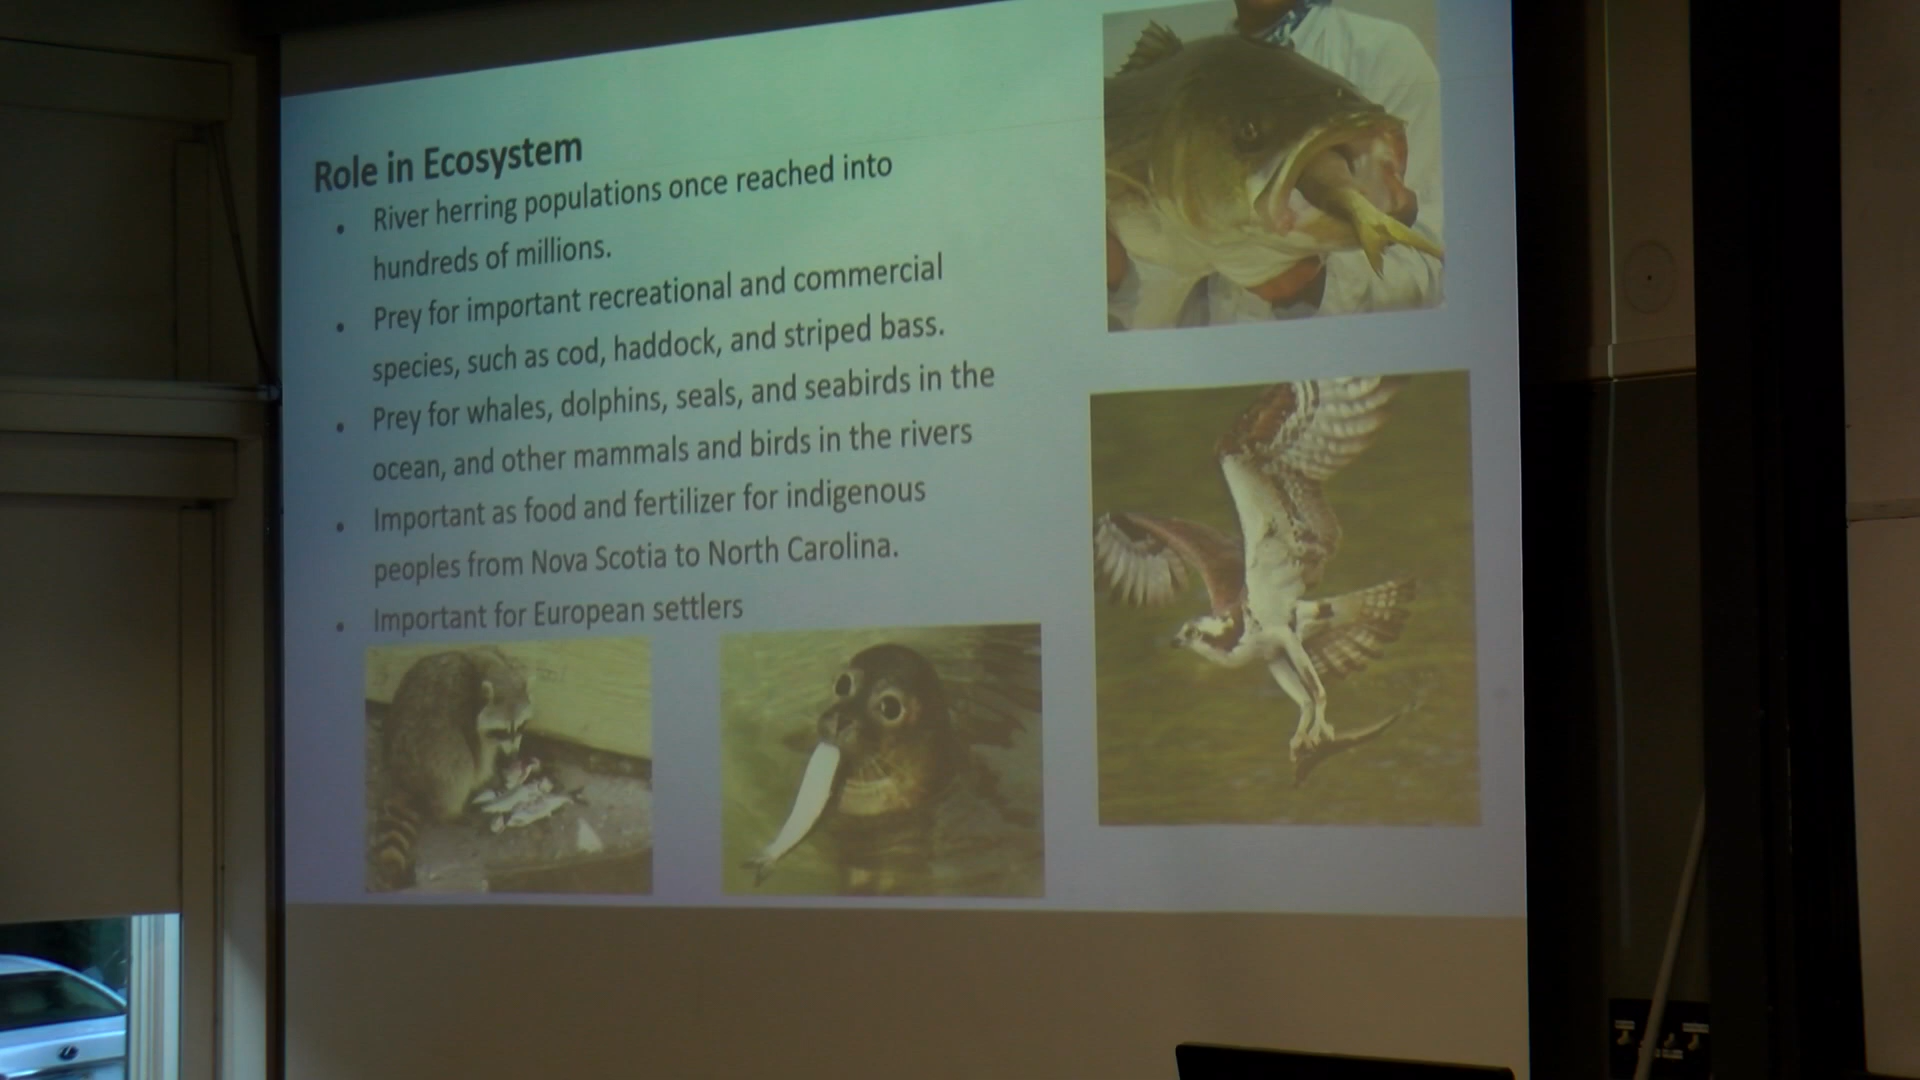 Role in Ecosystem
• River herring populations once reached into
hundreds of millions.
• Prey for important recreational and commercial
species, such as cod, haddock, and striped bass.
• Prey for whales, dolphins, seals, and seabirds in the
ocean, and other mammals and birds in the rivers
• Important as food and fertilizer for indigenous
peoples from Nova Scotia to North Carolina.
• Important for European settlers